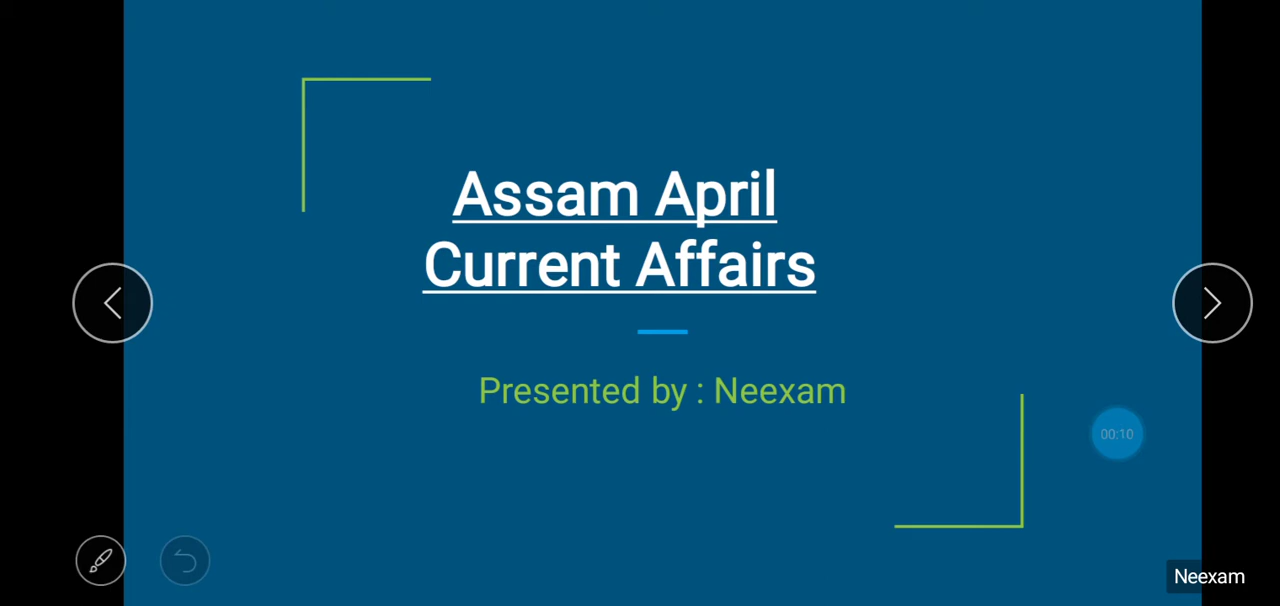 Assam April
Current Affairs
Presented by : Neexam
00:10
Neexam